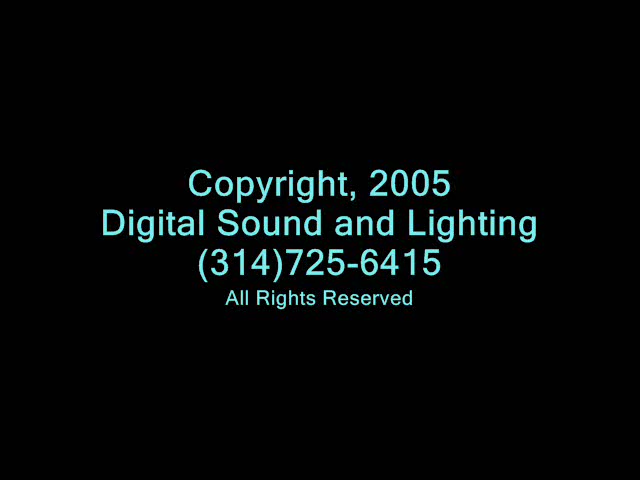 Copyright, 2005
Digital Sound and Lighting
(314)725-6415
All Rights Reserved